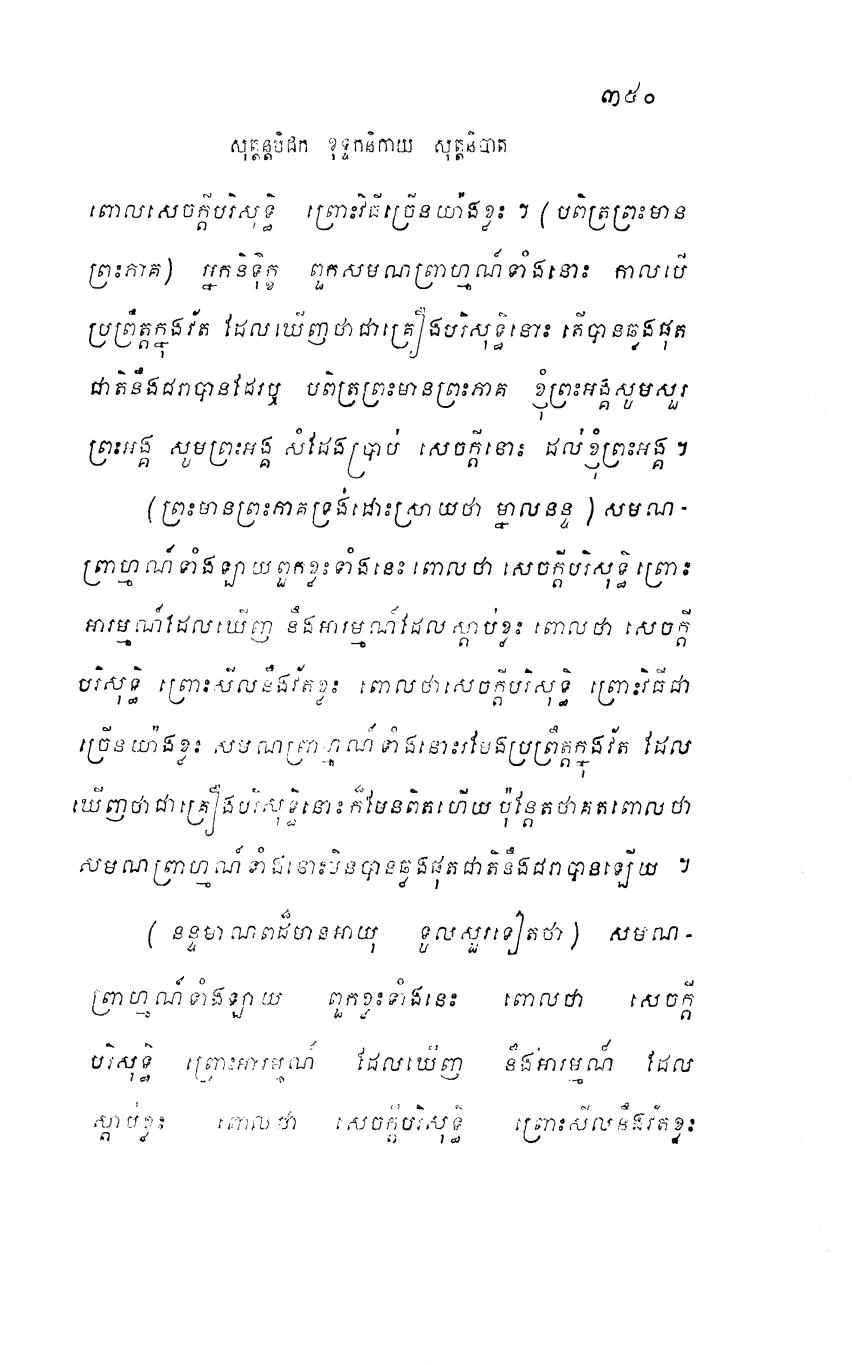 ៣៥០
សុត្តន្តបិដក ខុទ្ទកនិកាយ សុត្តនិបាត
ពោលសេចក្តីបរិសុទ្ធិ ព្រោះវិធីច្រើនយ៉ាងខ្លះ ។ (បពិត្រព្រះមាន
ព្រះភាគ) អ្នកនិទុ៌ក្ខ ពួកសមណព្រាហ្មណ៍ទាំងនោះ កាលបើ
ប្រព្រឹត្តក្នុងវ័ត ដែលឃើញថាជាគ្រឿងបរិសុទ្ធិនោះ តើបានឆ្លងផុត
ជាតិនឹងជរាបានដែរឬ បពិត្រព្រះមានព្រះភាគ ខ្ញុំព្រះអង្គសូមសួរ
ព្រះអង្គ សូមព្រះអង្គ សំដែងប្រាប់ សេចក្តីនោះ ដល់ខ្ញុំព្រះអង្គ ។
(ព្រះមានព្រះភាគទ្រង់ដោះស្រាយថា ម្នាលនន្ទ ) សមណ-
ព្រាហ្មណ៍ទាំងឡាយពួកខ្លះទាំងនេះ ពោលថា សេចក្តីបរិសុទ្ធិ ព្រោះ
អារម្មណ៍ដែលឃើញ នឹងអារម្មណ៍ដែលស្តាប់ខ្លះ ពោលថា សេចក្តី
បរិសុទ្ធិ ព្រោះសីលនឹងវ័តខ្លះ ពោលថាសេចក្តីបរិសុទ្ធិ ព្រោះវិធីជា
ច្រើនយ៉ាងខ្លះ សមណព្រាហ្មណ៍ទាំងនោះរមែងប្រព្រឹត្តក្នុងវ័ត ដែល
ឃើញថាជាគ្រឿងបរិសុទ្ធិនោះក៏មែនពិតហើយ ប៉ុន្តែតថាគតពោលថា
សមណព្រាហ្មណ៍ទាំងនោះមិនបានឆ្លងផុតជាតិនឹងជរាបានឡើយ ។
( នន្ទមាណពដ៏មានអាយុ ទូលសួរទៀតថា) សមណ-
ព្រាហ្មណ៍ទាំងឡាយ ពួកខ្លះទាំងនេះ ពោលថា សេចក្តី
បរិសុទ្ធិ ព្រោះអារម្មណ៍ ដែលឃើញ នឹងអារម្មណ៍ ដែល
ស្តាប់ខ្លះ ពោលថា សេចក្តីបរិសុទ្ធិ ព្រោះសីលនឹងវ័តខ្លះ